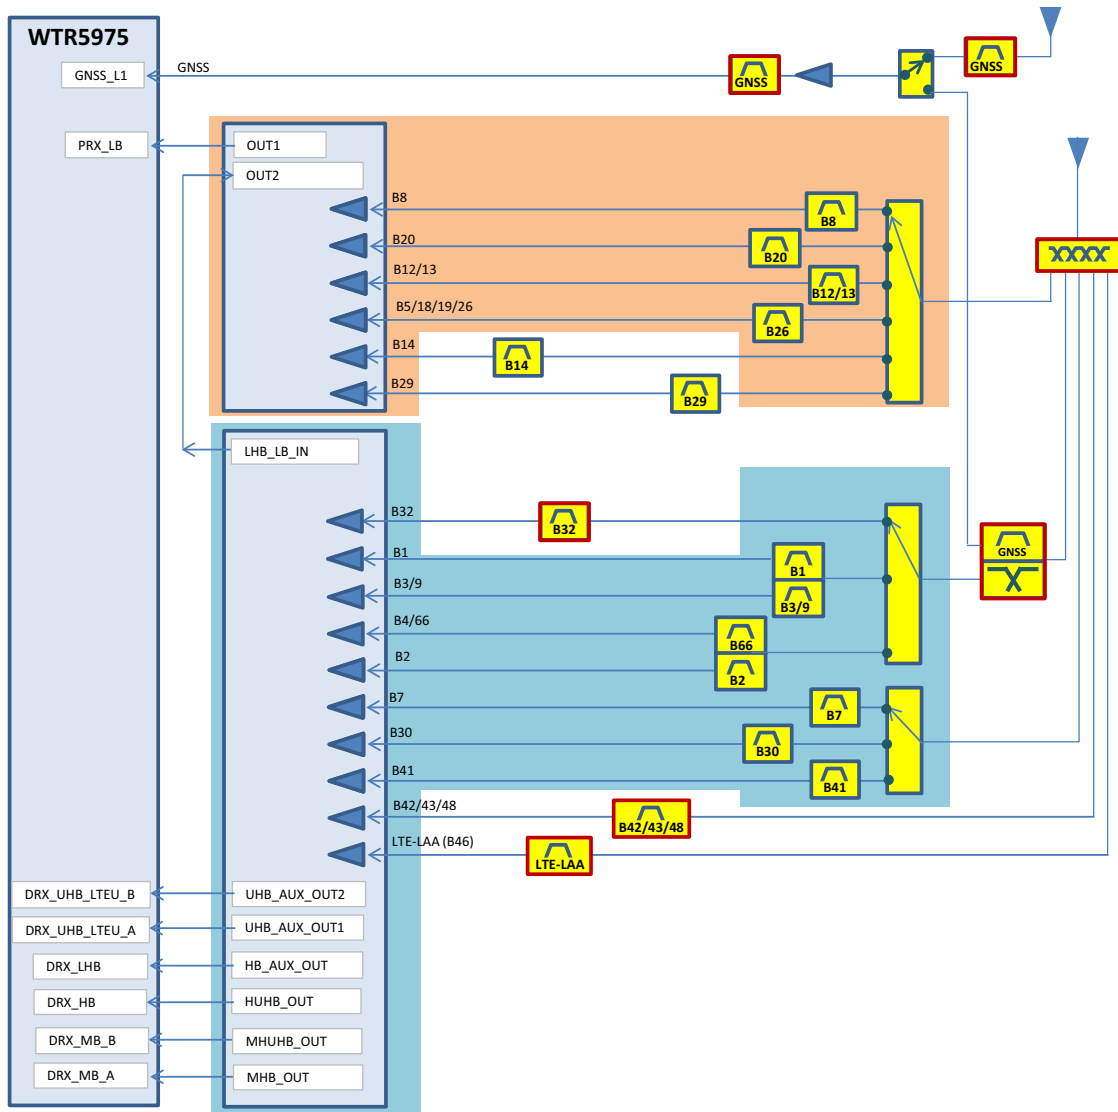 WTR5975
GNSS_L1
GNSS
GNSS
GNSS
PRX_LB
OUT1
OUT2
B8
B8
B20
B20
B12/13
B12/13
B5/18/19/26
B26
B14
B14
B29
B29
XXXX
LHB_LB_IN
B32
B32
B1
B1
B3/9
B3/9
GNSS
X
B4/66
B66
B2
B2
B7
B7
B30
B30
B41
B41
B42/43/48
B42/43/48
LTE-LAA (B46)
LTE-LAA
DRX_UHB_LTEU_B
UHB_AUX_OUT2
DRX_UHB_LTEU_A
UHB_AUX_OUT1
DRX_LHB
HB_AUX_OUT
DRX_HB
HUHB_OUT
DRX_MB_B
MHUHB_OUT
DRX_MB_A
MHB_OUT